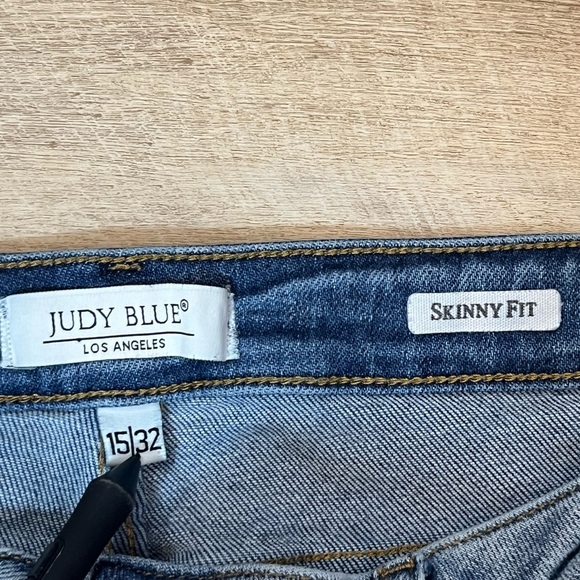 JUDY BLUE®
LOS ANGELES
SKINNY FIT
15|32